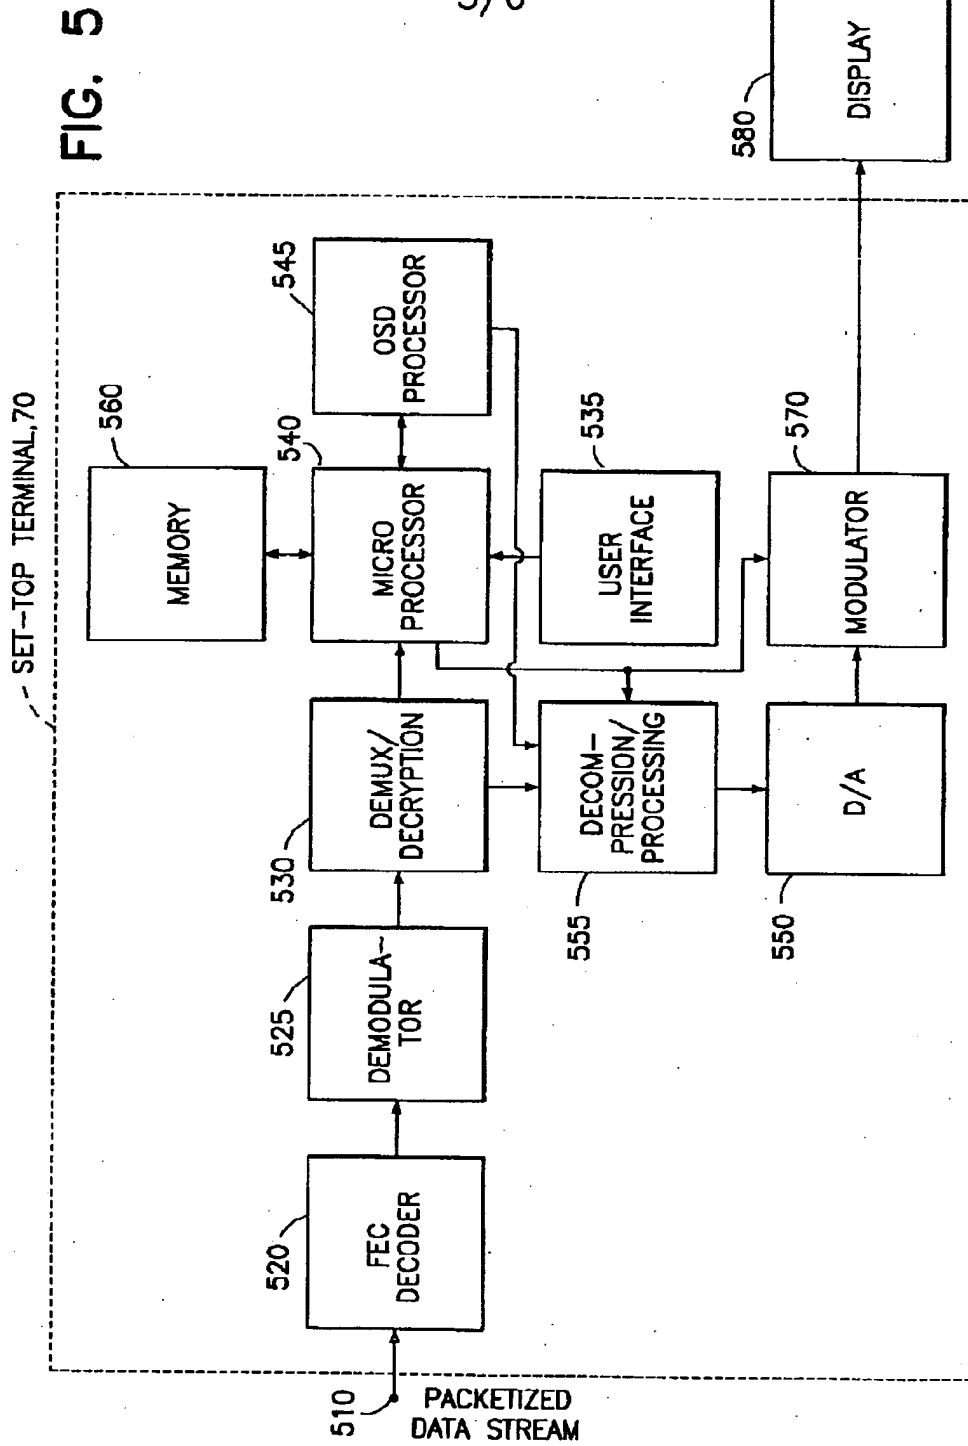 5/6
FIG. 5
SET-TOP TERMINAL,70
560
MEMORY
510
PACKETIZED
DATA STREAM
520
FEC
DECODER
525
DEMODULA-
TOR
530
DEMUX/
DECRYPTION
540
MICRO
PROCESSOR
545
OSD
PROCESSOR
555
DECOM-
PRESSION/
PROCESSING
535
USER
INTERFACE
550
D/A
570
MODULATOR
580
DISPLAY